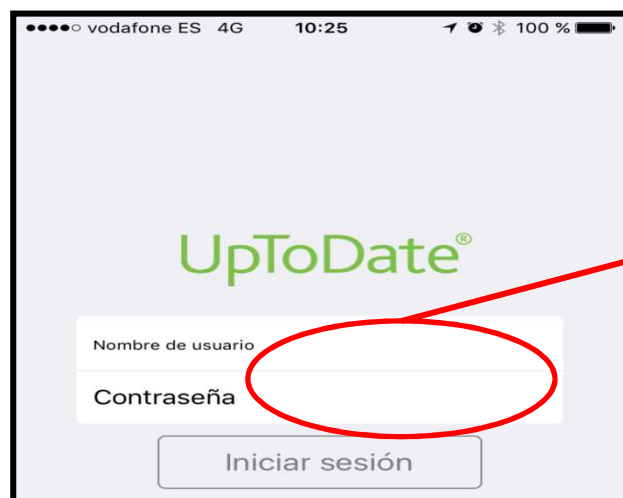 vodafone ES 4G 10:25 100 %
UpToDate®
Nombre de usuario
Contraseña
Iniciar sesión